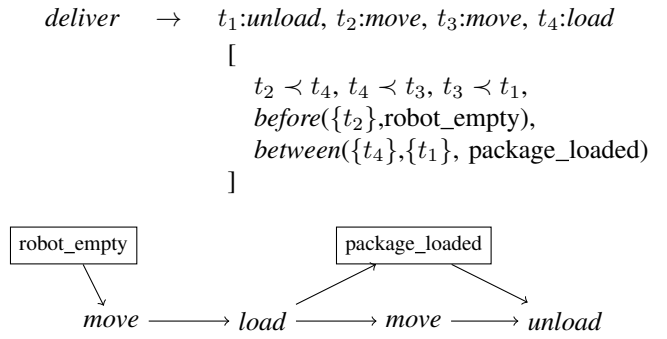 deliver → t₁:unload, t₂:move, t₃:move, t₄:load
[
t₂ ≺ t₄, t₄ ≺ t₃, t₃ ≺ t₁,
before({t₂},robot_empty),
between({t₄},{t₁}, package_loaded)
]
robot_empty package_loaded
move load move unload